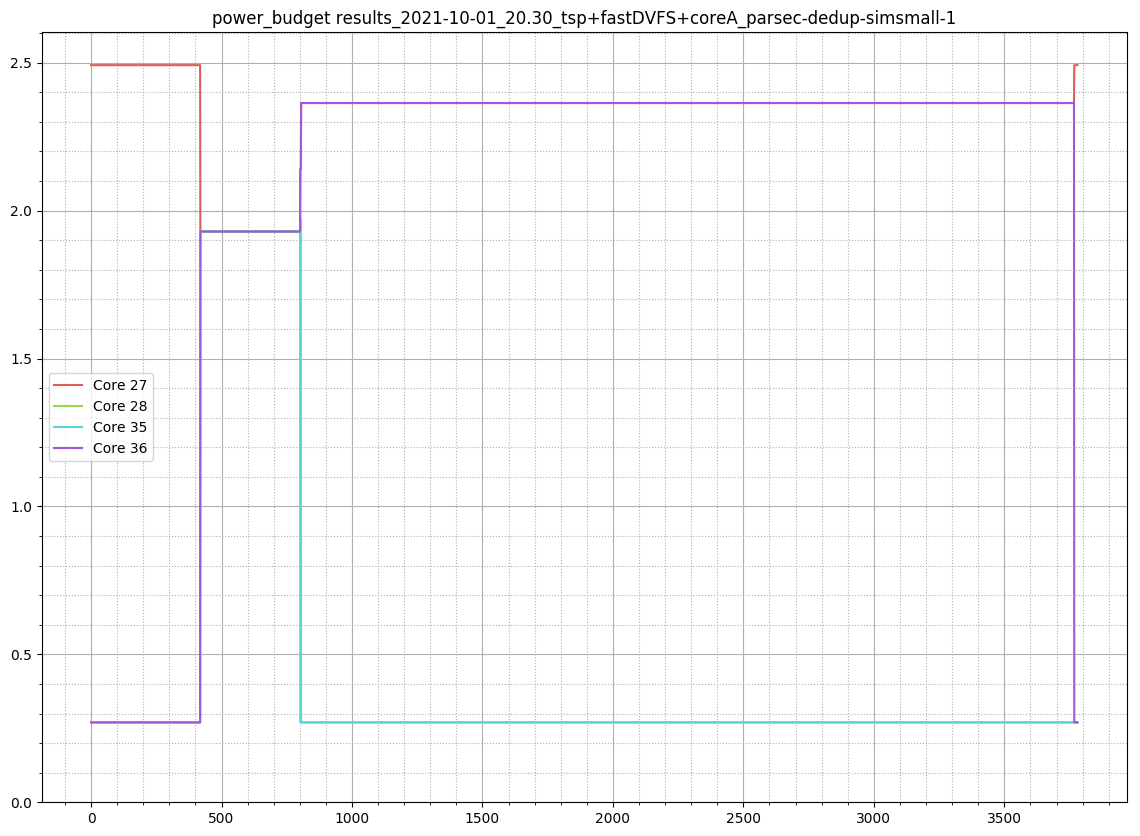 power_budget results_2021-10-01_20.30_tsp+fastDVFS+coreA_parsec-dedup-simsmall-1
2.5
2.0
1.5
Core 27
Core 28
Core 35
Core 36
1.0
0.5
0.0
0 500 1000 1500 2000 2500 3000 3500